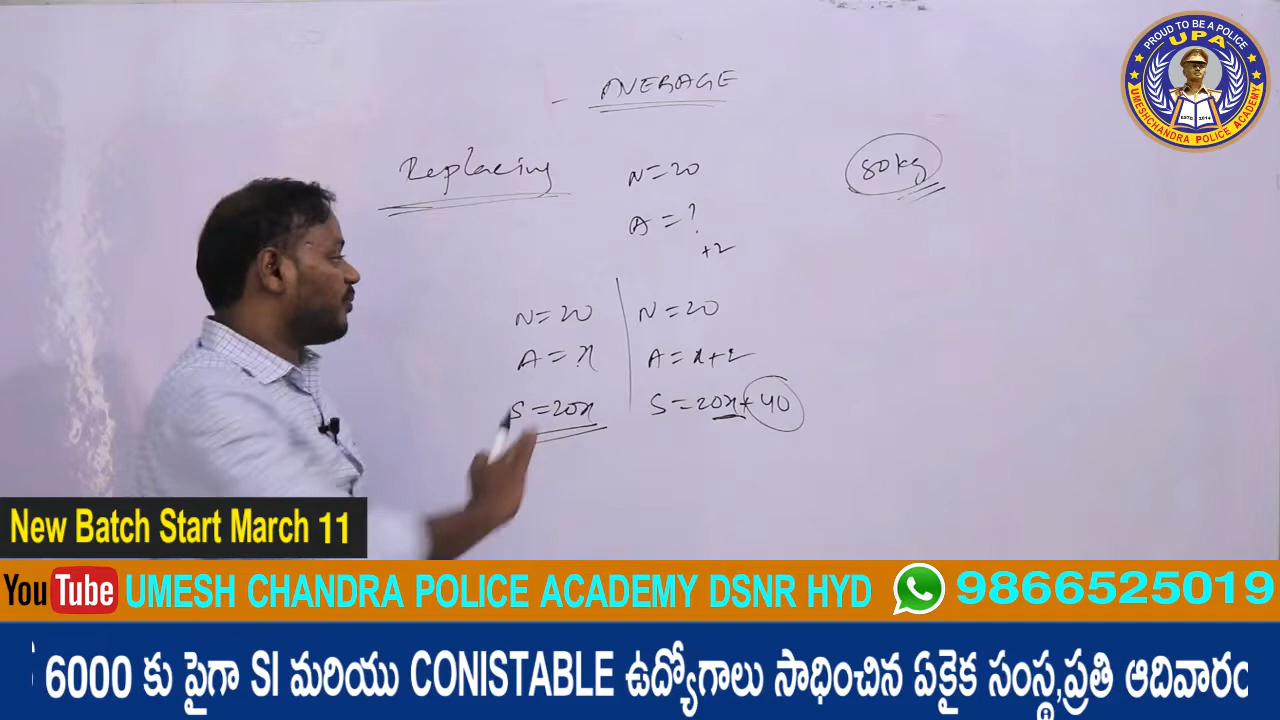 AVERAGE
Replacing
N=20
80kg
A=?
+2
N=20
A=x
S=20x
N=20
A=x+2
S=20x+40
PROUD TO BE A POLICE
UPA
ESTD 2014
UMESHCHANDRA POLICE ACADEMY
New Batch Start March 11
YouTube UMESH CHANDRA POLICE ACADEMY DSNR HYD 9866525019
6000 కు పైగా SI మరియు CONISTABLE ఉద్యోగాలు సాధించిన ఏకైక సంస్థ,ప్రతి ఆదివారం